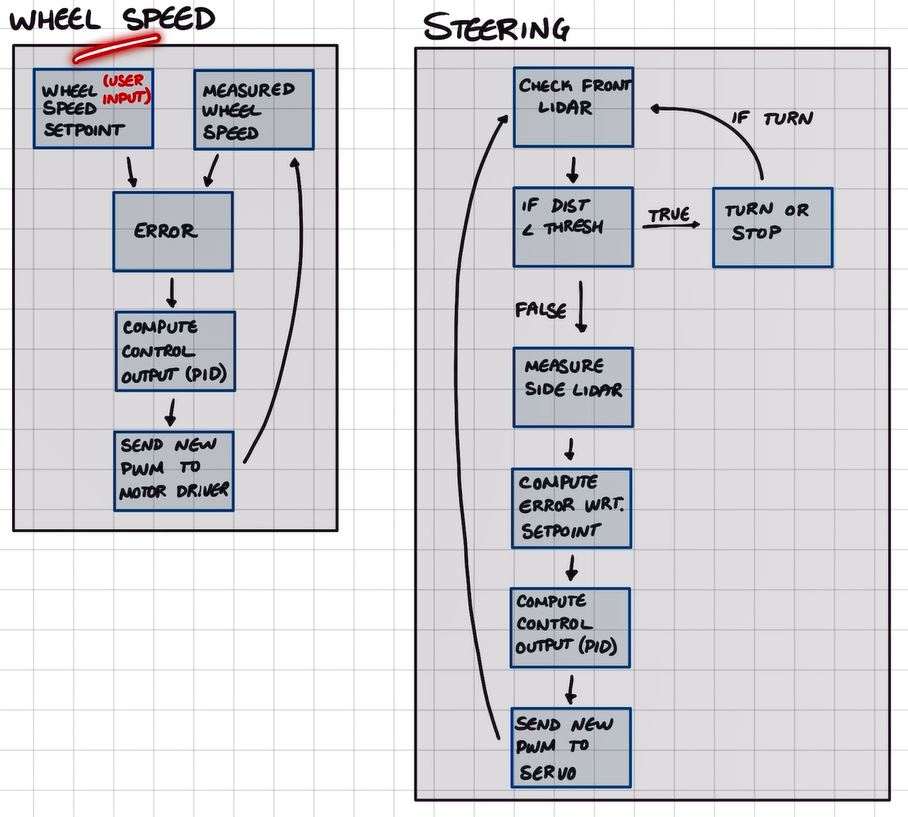 WHEEL SPEED
WHEEL (USER
SPEED INPUT)
SETPOINT
MEASURED
WHEEL
SPEED
ERROR
COMPUTE
CONTROL
OUTPUT (PID)
SEND NEW
PWM TO
MOTOR DRIVER
STEERING
CHECK FRONT
LIDAR
IF TURN
IF DIST
< THRESH
TRUE
TURN OR
STOP
FALSE
MEASURE
SIDE LIDAR
COMPUTE
ERROR WRT.
SETPOINT
COMPUTE
CONTROL
OUTPUT (PID)
SEND NEW
PWM TO
SERVO